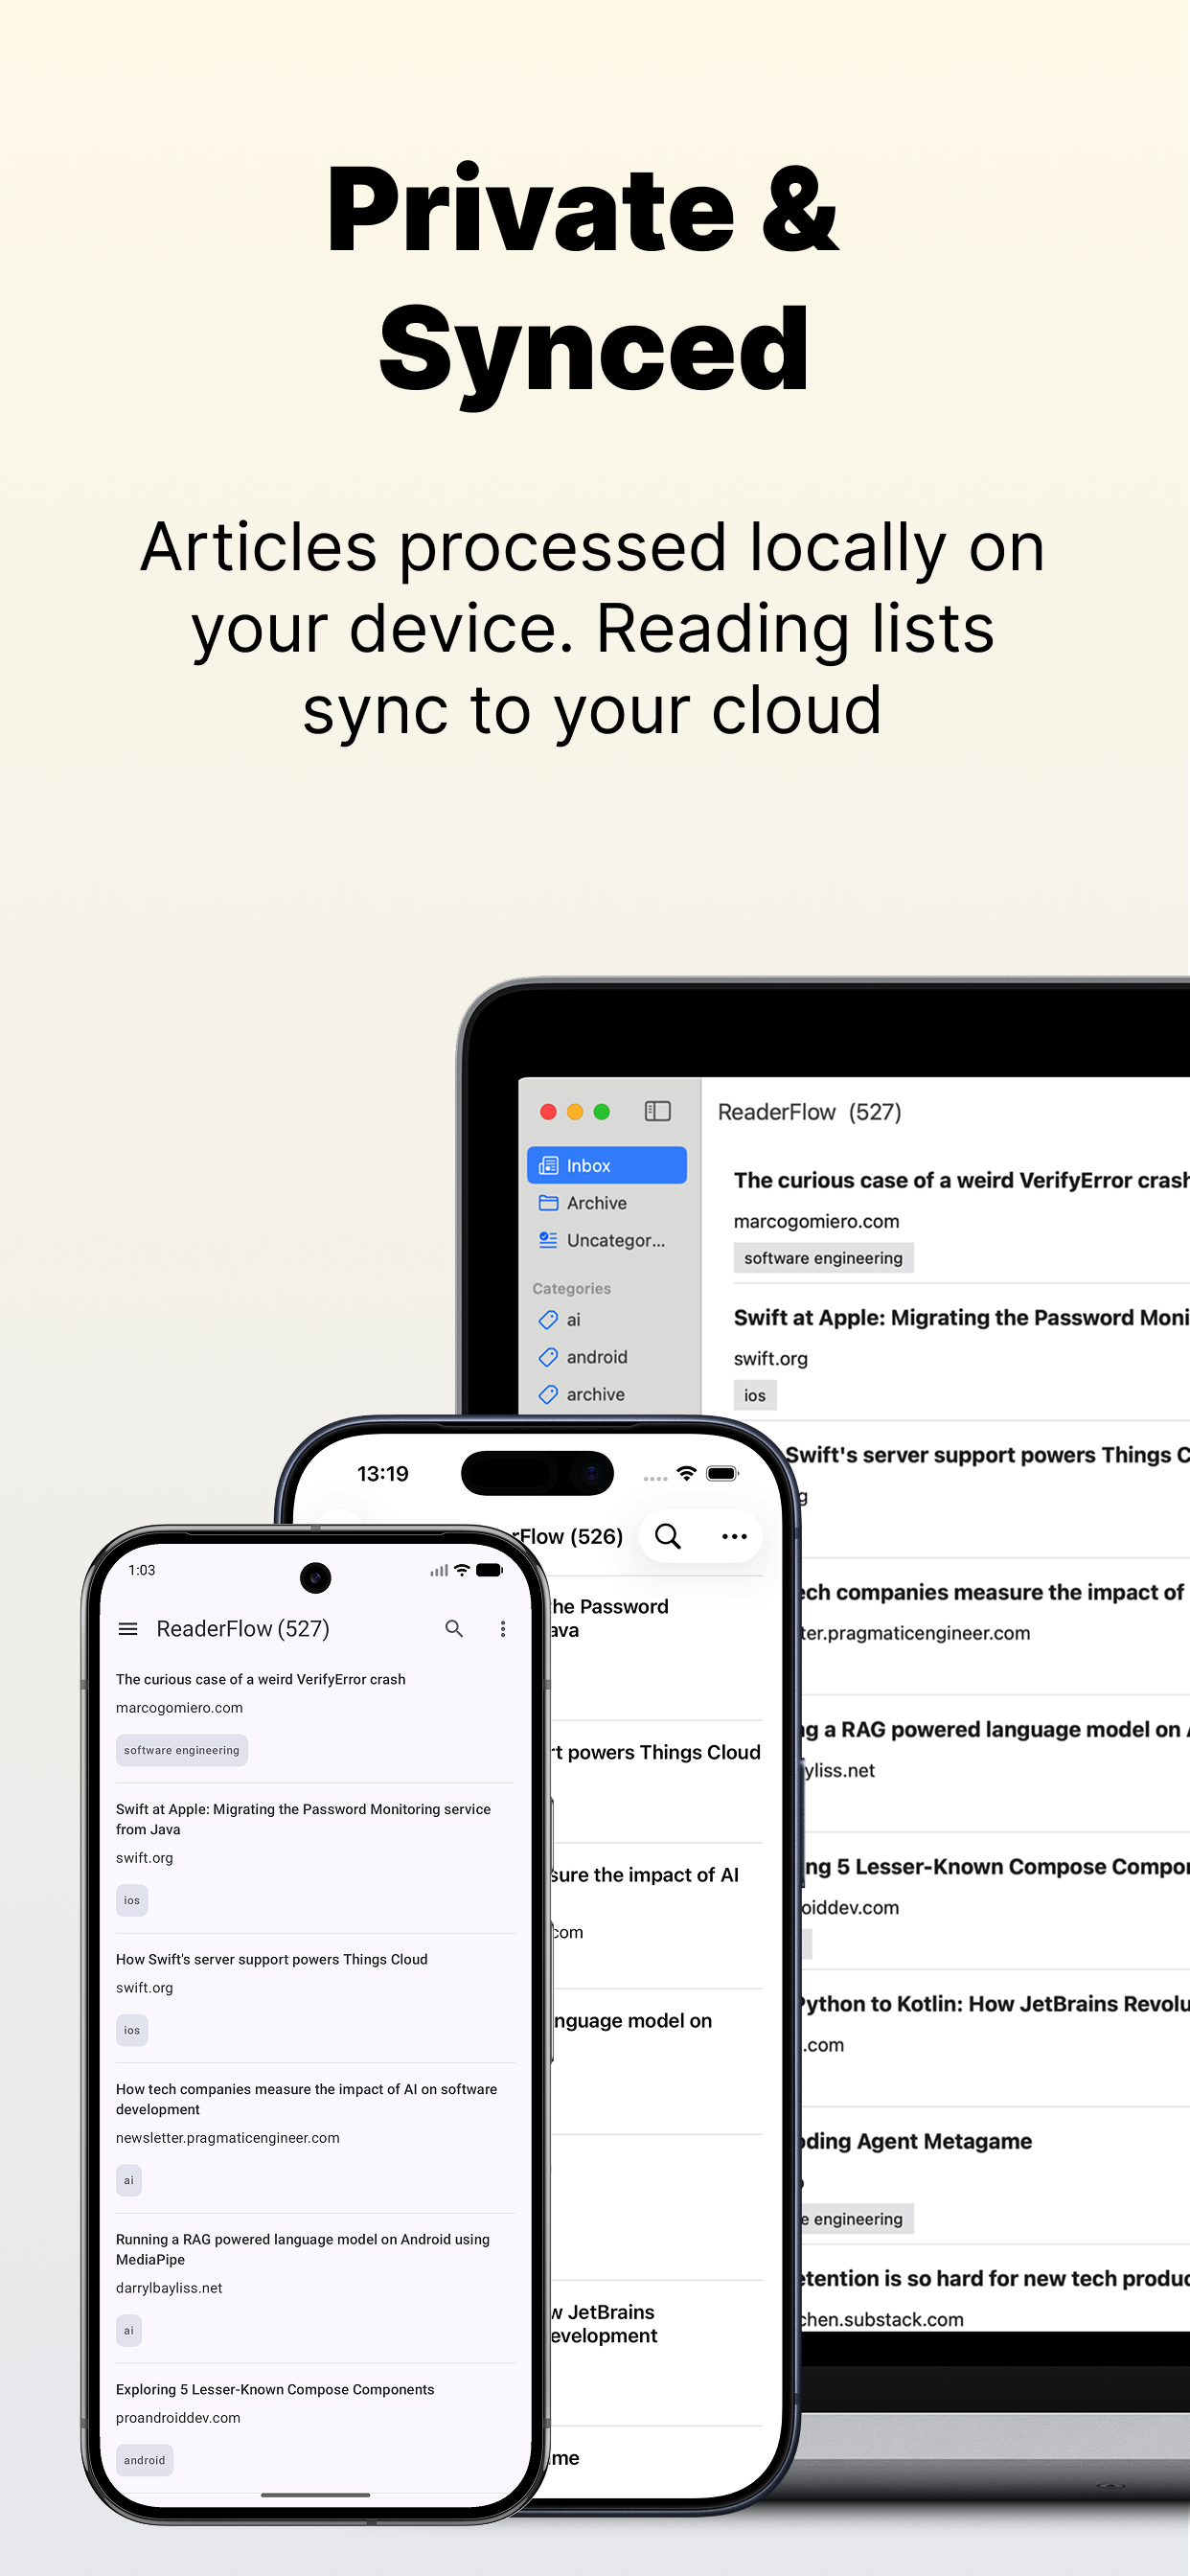 Private &
Synced
Articles processed locally on
your device. Reading lists
sync to your cloud
ReaderFlow (527)
Inbox
Archive
Uncategor...
Categories
ai
android
archive
The curious case of a weird VerifyError crash
marcogomiero.com
software engineering
Swift at Apple: Migrating the Password Moni
swift.org
ios
Swift's server support powers Things C
g
ech companies measure the impact of
ter.pragmaticengineer.com
ng a RAG powered language model on
yliss.net
ng 5 Lesser-Known Compose Compo
oiddev.com
Python to Kotlin: How JetBrains Revolu
.com
oding Agent Metagame
e engineering
etention is so hard for new tech produc
chen.substack.com
13:19
rFlow (526)
he Password
ava
rt powers Things Cloud
sure the impact of AI
com
nguage model on
w JetBrains
evelopment
me
1:03
ReaderFlow (527)
The curious case of a weird VerifyError crash
marcogomiero.com
software engineering
Swift at Apple: Migrating the Password Monitoring service
from Java
swift.org
ios
How Swift's server support powers Things Cloud
swift.org
ios
How tech companies measure the impact of AI on software
development
newsletter.pragmaticengineer.com
ai
Running a RAG powered language model on Android using
MediaPipe
darrylbayliss.net
ai
Exploring 5 Lesser-Known Compose Components
proandroiddev.com
android